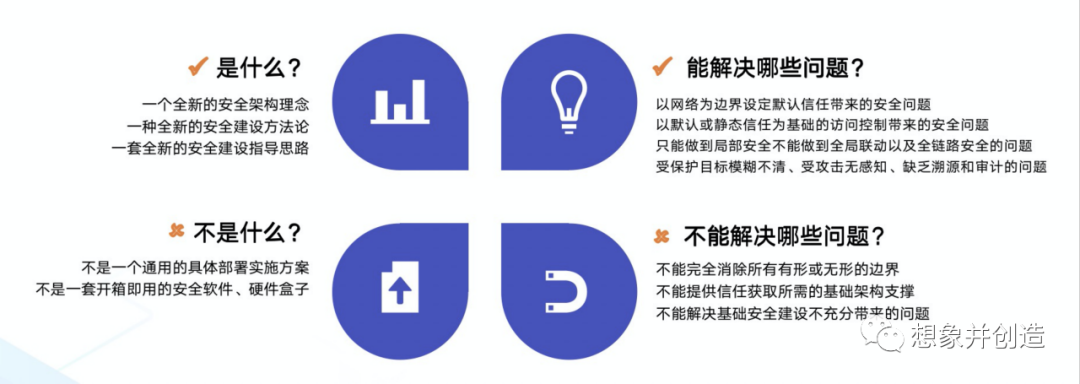 是什么？
一个全新的安全架构理念
一种全新的安全建设方法论
一套全新的安全建设指导思路
能解决哪些问题？
以网络为边界设定默认信任带来的安全问题
以默认或静态信任为基础的访问控制带来的安全问题
只能做到局部安全不能做到全局联动以及全链路安全的问题
受保护目标模糊不清、受攻击无感知、缺乏溯源和审计的问题
不是什么？
不是一个通用的具体部署实施方案
不是一套开箱即用的安全软件、硬件盒子
不能解决哪些问题？
不能完全消除所有有形或无形的边界
不能提供信任获取所需的基础架构支撑
不能解决基础安全建设不充分带来的问题
想象并创造